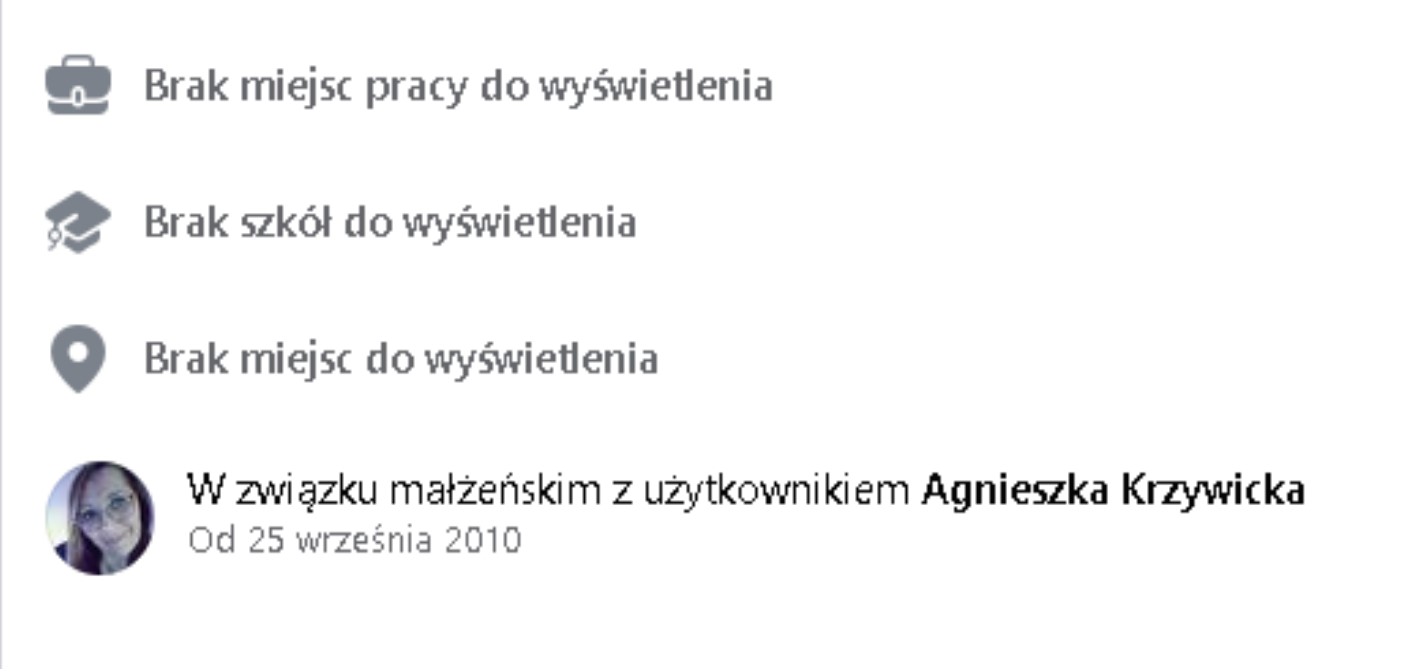 Brak miejsc pracy do wyświetlenia
Brak szkół do wyświetlenia
Brak miejsc do wyświetlenia
W związku małżeńskim z użytkownikiem Agnieszka Krzywicka
Od 25 września 2010